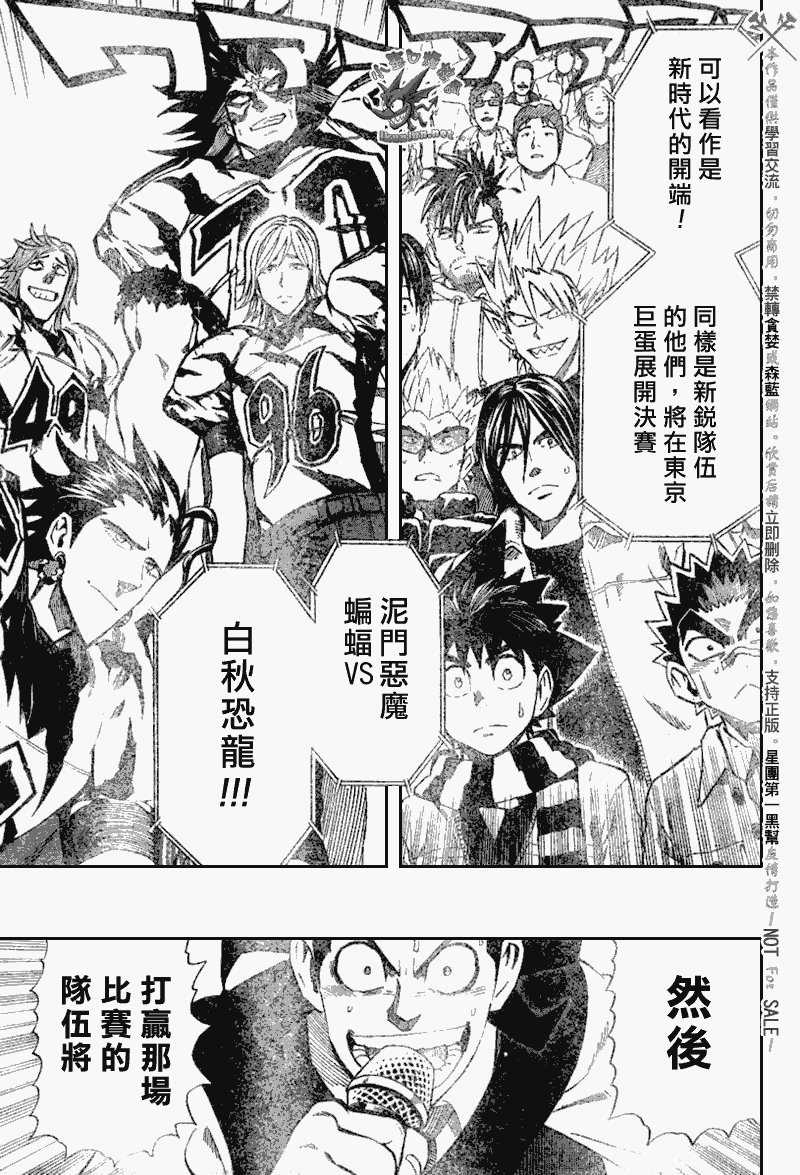 可以看作是
新時代的開端!
同樣是新銳隊伍
的他們，將在東京
巨蛋展開決賽
泥門惡魔
蝙蝠VS
白秋恐龍!!!
96
然後
打贏那場
比賽的
隊伍將
本作品僅供學習交流，切勿商用。禁轉貪婪或森藍網站。欣賞后請立即刪除，如您喜歡，支持正版。星團第一黑幫友情打造—NOT For SALE—